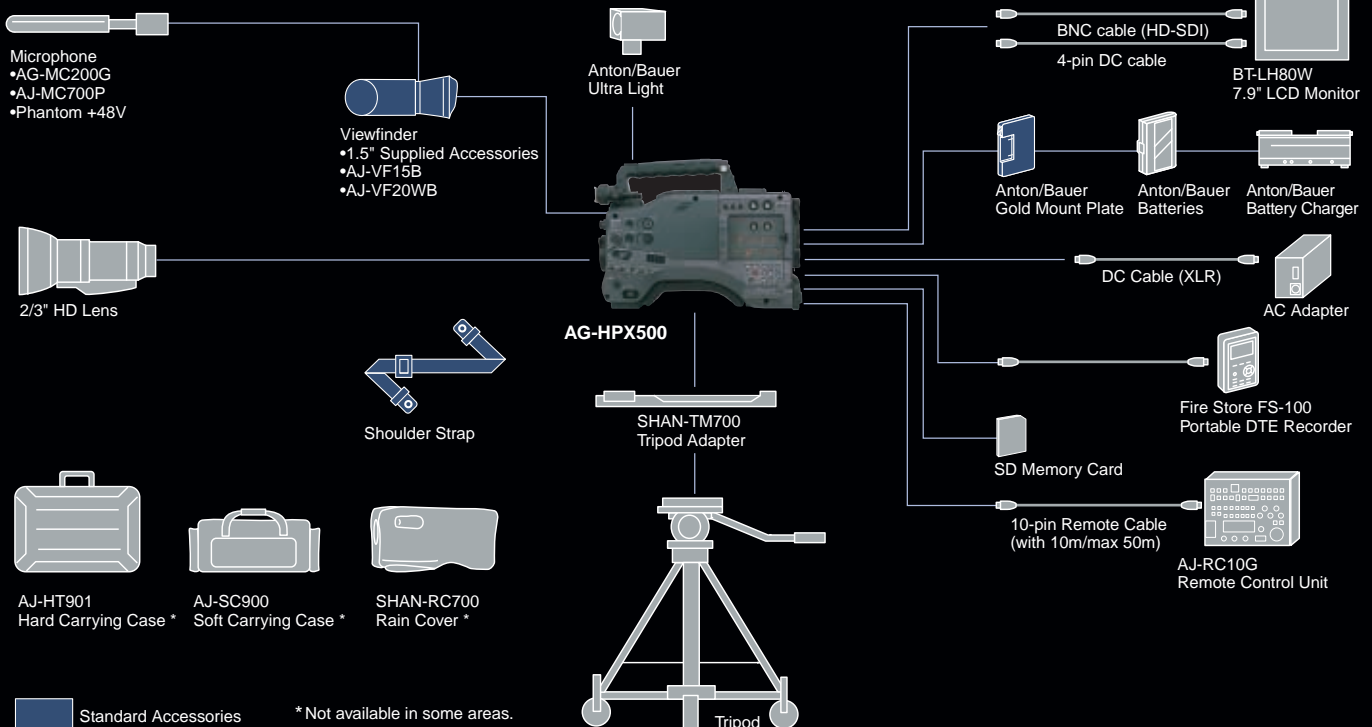 Microphone
•AG-MC200G
•AJ-MC700P
•Phantom +48V
Viewfinder
•1.5" Supplied Accessories
•AJ-VF15B
•AJ-VF20WB
Anton/Bauer
Ultra Light
BNC cable (HD-SDI)
4-pin DC cable
BT-LH80W
7.9" LCD Monitor
Anton/Bauer
Gold Mount Plate
Anton/Bauer
Batteries
Anton/Bauer
Battery Charger
2/3" HD Lens
AG-HPX500
DC Cable (XLR)
AC Adapter
Shoulder Strap
SHAN-TM700
Tripod Adapter
Fire Store FS-100
Portable DTE Recorder
SD Memory Card
10-pin Remote Cable
(with 10m/max 50m)
AJ-RC10G
Remote Control Unit
AJ-HT901
Hard Carrying Case *
AJ-SC900
Soft Carrying Case *
SHAN-RC700
Rain Cover *
Tripod
Standard Accessories
* Not available in some areas.